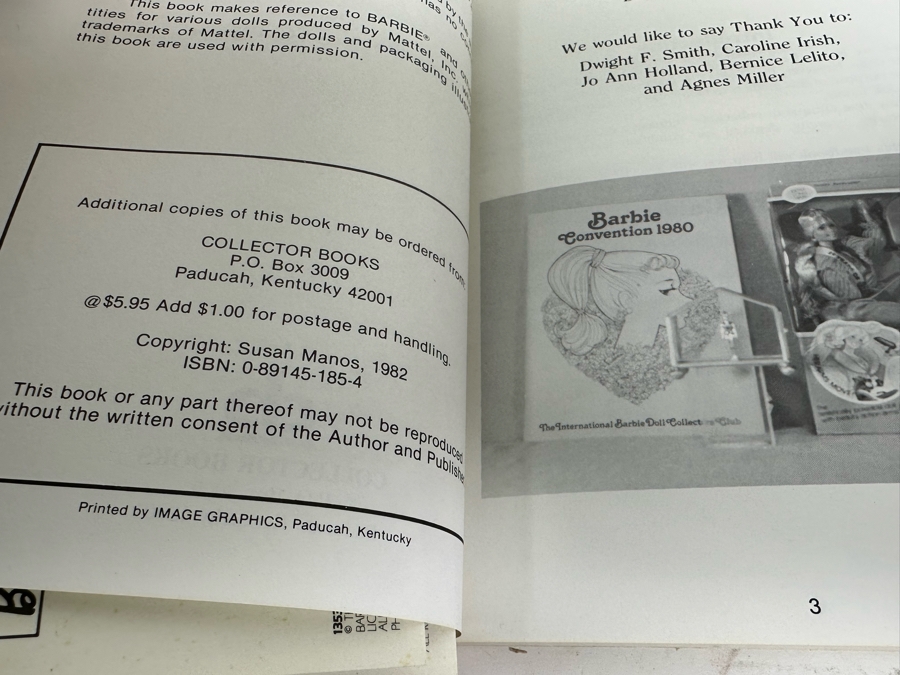 This book makes reference to BARBIE® and
tities for various dolls produced by Mattel, Inc.
trademarks of Mattel. The dolls and packaging
this book are used with permission.
Additional copies of this book may be ordered from:
COLLECTOR BOOKS
P.O. Box 3009
Paducah, Kentucky 42001
@$5.95 Add $1.00 for postage and handling.
Copyright: Susan Manos, 1982
ISBN: 0-89145-185-4
This book or any part thereof may not be reproduced
without the written consent of the Author and Publishe
Printed by IMAGE GRAPHICS, Paducah, Kentucky
We would like to say Thank You to:
Dwight F. Smith, Caroline Irish,
Jo Ann Holland, Bernice Lelito,
and Agnes Miller
Barbie
Convention 1980
The International Barbie Doll Collectors Club
3